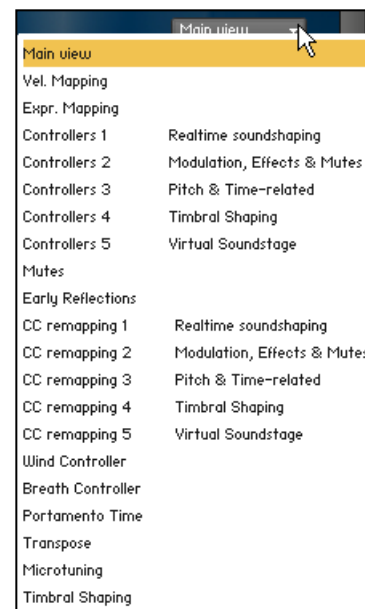 Main view
Main view
Vel. Mapping
Expr. Mapping
Controllers 1 Realtime soundshaping
Controllers 2 Modulation, Effects & Mutes
Controllers 3 Pitch & Time-related
Controllers 4 Timbral Shaping
Controllers 5 Virtual Soundstage
Mutes
Early Reflections
CC remapping 1 Realtime soundshaping
CC remapping 2 Modulation, Effects & Mutes
CC remapping 3 Pitch & Time-related
CC remapping 4 Timbral Shaping
CC remapping 5 Virtual Soundstage
Wind Controller
Breath Controller
Portamento Time
Transpose
Microtuning
Timbral Shaping